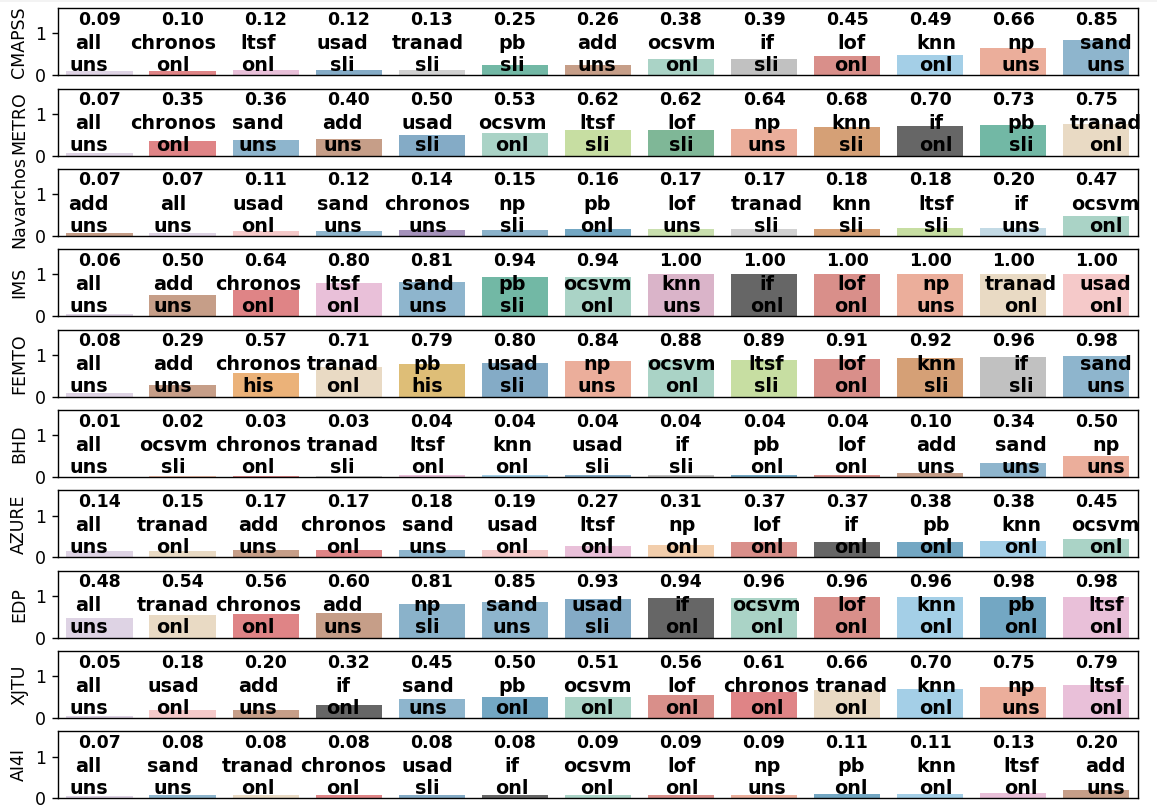 CMAPSS
0.09 0.10 0.12 0.12 0.13 0.25 0.26 0.38 0.39 0.45 0.49 0.66 0.85
1
all chronos ltsf usad tranad pb add ocsvm if lof knn np sand
uns onl onl sli sli sli uns onl sli onl onl uns uns
0
METRO
0.07 0.35 0.36 0.40 0.50 0.53 0.62 0.62 0.64 0.68 0.70 0.73 0.75
1
all chronos sand add usad ocsvm ltsf lof np knn if pb tranad
uns onl uns uns sli onl sli sli uns sli onl sli onl
0
Navarchos
0.07 0.07 0.11 0.12 0.14 0.15 0.16 0.17 0.17 0.18 0.18 0.20 0.47
1
add all usad sand chronos np pb lof tranad knn ltsf if ocsvm
uns uns onl uns uns sli onl uns sli sli sli uns onl
0
IMS
0.06 0.50 0.64 0.80 0.81 0.94 0.94 1.00 1.00 1.00 1.00 1.00 1.00
1
all add chronos ltsf sand pb ocsvm knn if lof np tranad usad
uns uns onl onl uns sli onl uns onl onl uns onl onl
0
FEMTO
0.08 0.29 0.57 0.71 0.79 0.80 0.84 0.88 0.89 0.91 0.92 0.96 0.98
1
all add chronos tranad pb usad np ocsvm ltsf lof knn if sand
uns uns his onl his sli uns onl sli onl sli sli uns
0
BHD
0.01 0.02 0.03 0.03 0.04 0.04 0.04 0.04 0.04 0.04 0.10 0.34 0.50
1
all ocsvm chronos tranad ltsf knn usad if pb lof add sand np
uns sli onl sli onl onl sli sli onl onl uns uns uns
0
AZURE
0.14 0.15 0.17 0.17 0.18 0.19 0.27 0.31 0.37 0.37 0.38 0.38 0.45
1
all tranad add chronos sand usad ltsf np lof if pb knn ocsvm
uns onl uns onl uns onl onl onl onl onl onl onl onl
0
EDP
0.48 0.54 0.56 0.60 0.81 0.85 0.93 0.94 0.96 0.96 0.96 0.98 0.98
1
all tranad chronos add np sand usad if ocsvm lof knn pb ltsf
uns onl onl uns sli uns sli onl onl onl onl onl onl
0
XJTU
0.05 0.18 0.20 0.32 0.45 0.50 0.51 0.56 0.61 0.66 0.70 0.75 0.79
1
all usad add if sand pb ocsvm lof chronos tranad knn np ltsf
uns onl uns onl uns onl onl onl onl onl onl uns onl
0
AI4I
0.07 0.08 0.08 0.08 0.08 0.08 0.09 0.09 0.09 0.11 0.11 0.13 0.20
1
all sand tranad chronos usad if ocsvm lof np pb knn ltsf add
uns uns onl onl sli onl onl onl uns onl onl onl uns
0